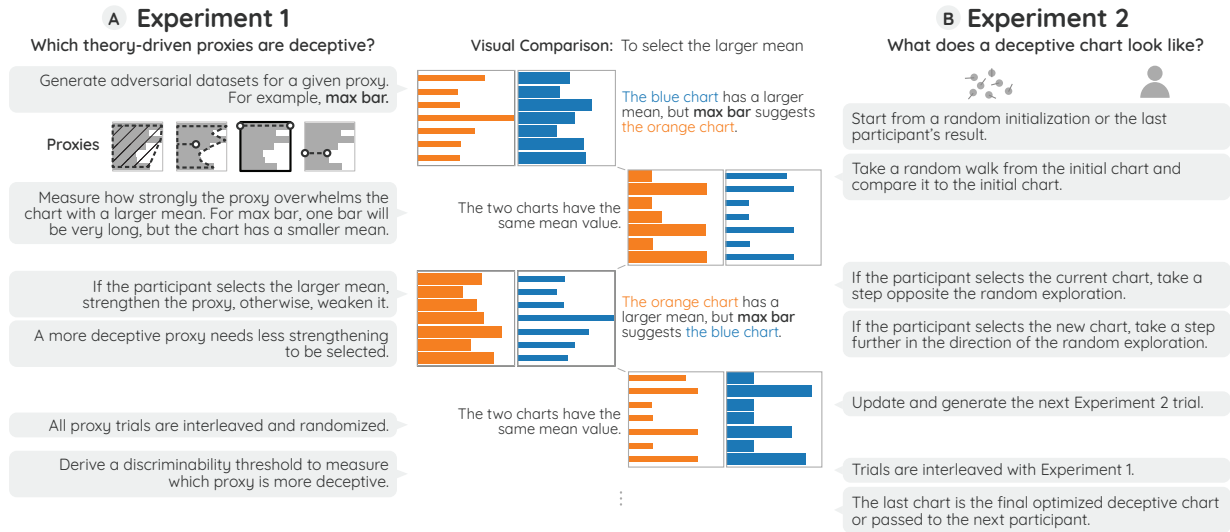 A Experiment 1
Which theory-driven proxies are deceptive?
Generate adversarial datasets for a given proxy.
For example, max bar.
Proxies
Measure how strongly the proxy overwhelms the
chart with a larger mean. For max bar, one bar will
be very long, but the chart has a smaller mean.
If the participant selects the larger mean,
strengthen the proxy, otherwise, weaken it.
A more deceptive proxy needs less strengthening
to be selected.
All proxy trials are interleaved and randomized.
Derive a discriminability threshold to measure
which proxy is more deceptive.
Visual Comparison: To select the larger mean
The blue chart has a larger
mean, but max bar suggests
the orange chart.
The two charts have the
same mean value.
The orange chart has a
larger mean, but max bar
suggests the blue chart.
The two charts have the
same mean value.
B Experiment 2
What does a deceptive chart look like?
Start from a random initialization or the last
participant's result.
Take a random walk from the initial chart and
compare it to the initial chart.
If the participant selects the current chart, take a
step opposite the random exploration.
If the participant selects the new chart, take a step
further in the direction of the random exploration.
Update and generate the next Experiment 2 trial.
Trials are interleaved with Experiment 1.
The last chart is the final optimized deceptive chart
or passed to the next participant.